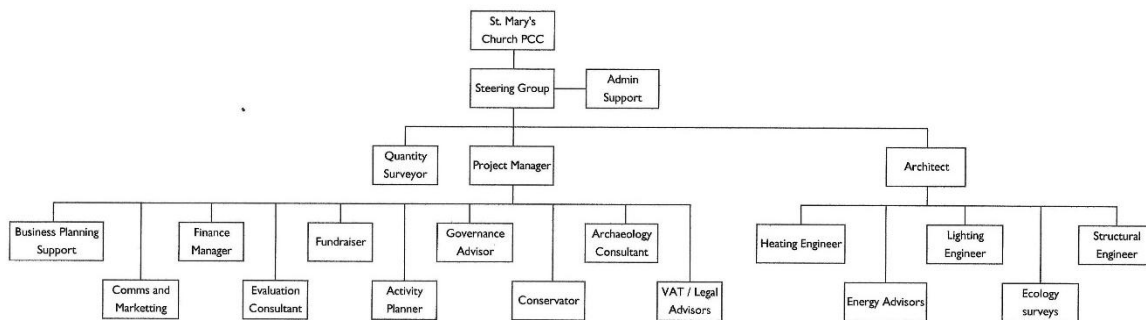 St. Mary's
Church PCC
Steering Group
Admin
Support
Quantity
Surveyor
Project Manager
Architect
Business Planning
Support
Finance
Manager
Fundraiser
Governance
Advisor
Archaeology
Consultant
Heating Engineer
Lighting
Engineer
Structural
Engineer
Comms and
Marketting
Evaluation
Consultant
Activity
Planner
Conservator
VAT / Legal
Advisors
Energy Advisors
Ecology
surveys